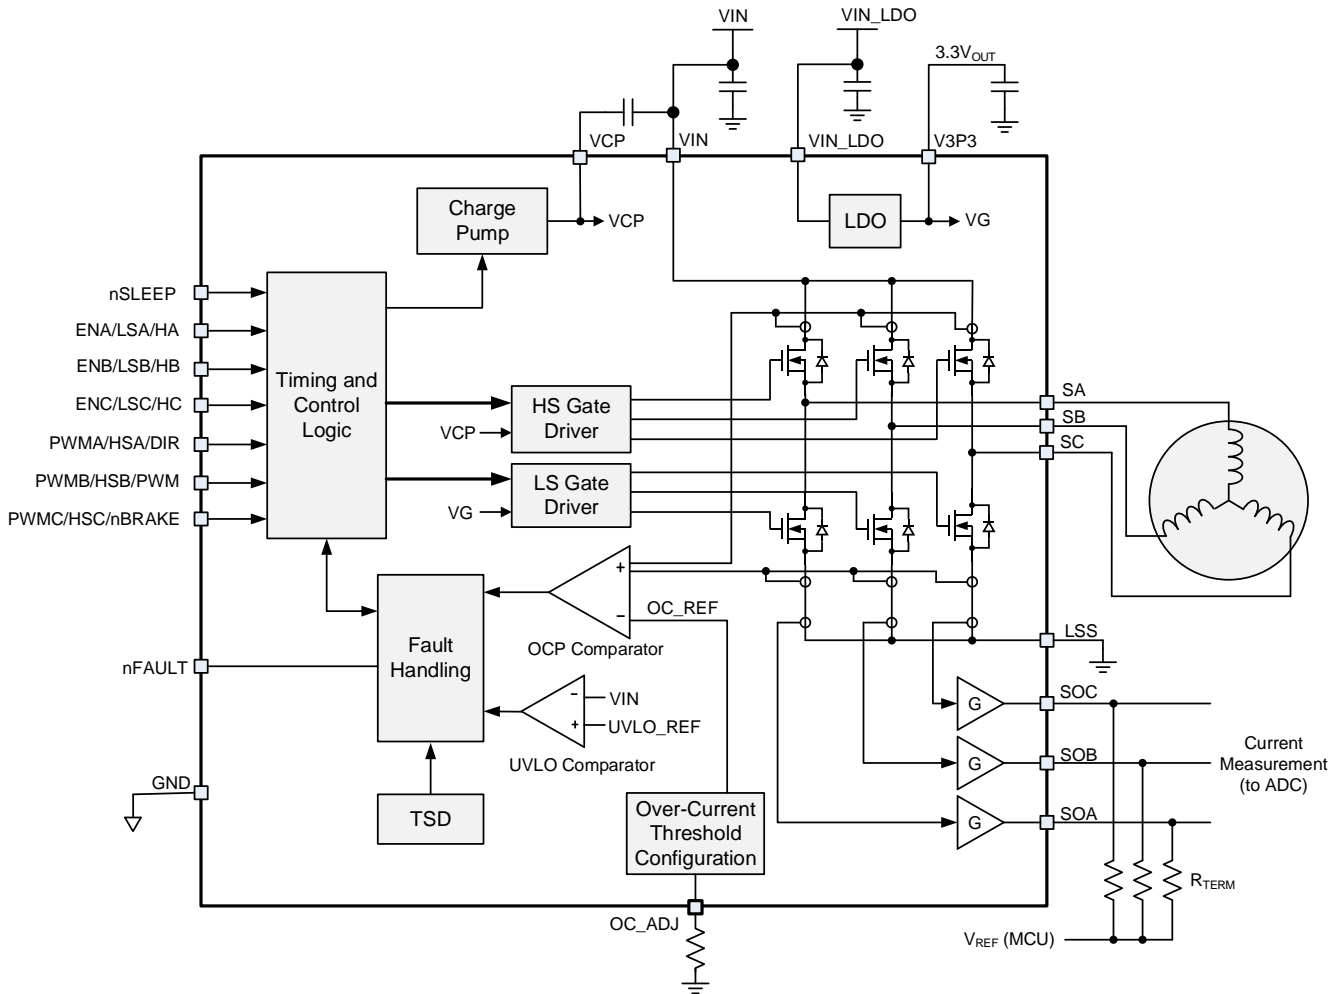 VIN
VIN_LDO
3.3VOUT
VCP
VIN
VIN_LDO
V3P3
Charge
Pump
VCP
LDO
VG
nSLEEP
ENA/LSA/HA
ENB/LSB/HB
ENC/LSC/HC
PWMA/HSA/DIR
PWMB/HSB/PWM
PWMC/HSC/nBRAKE
Timing and
Control
Logic
HS Gate
Driver
VCP
LS Gate
Driver
VG
SA
SB
SC
+
−
OC_REF
OCP Comparator
Fault
Handling
nFAULT
−
VIN
+
UVLO_REF
UVLO Comparator
LSS
G
SOC
G
SOB
G
SOA
Current
Measurement
(to ADC)
GND
TSD
Over-Current
Threshold
Configuration
RTERM
OC_ADJ
VREF (MCU)